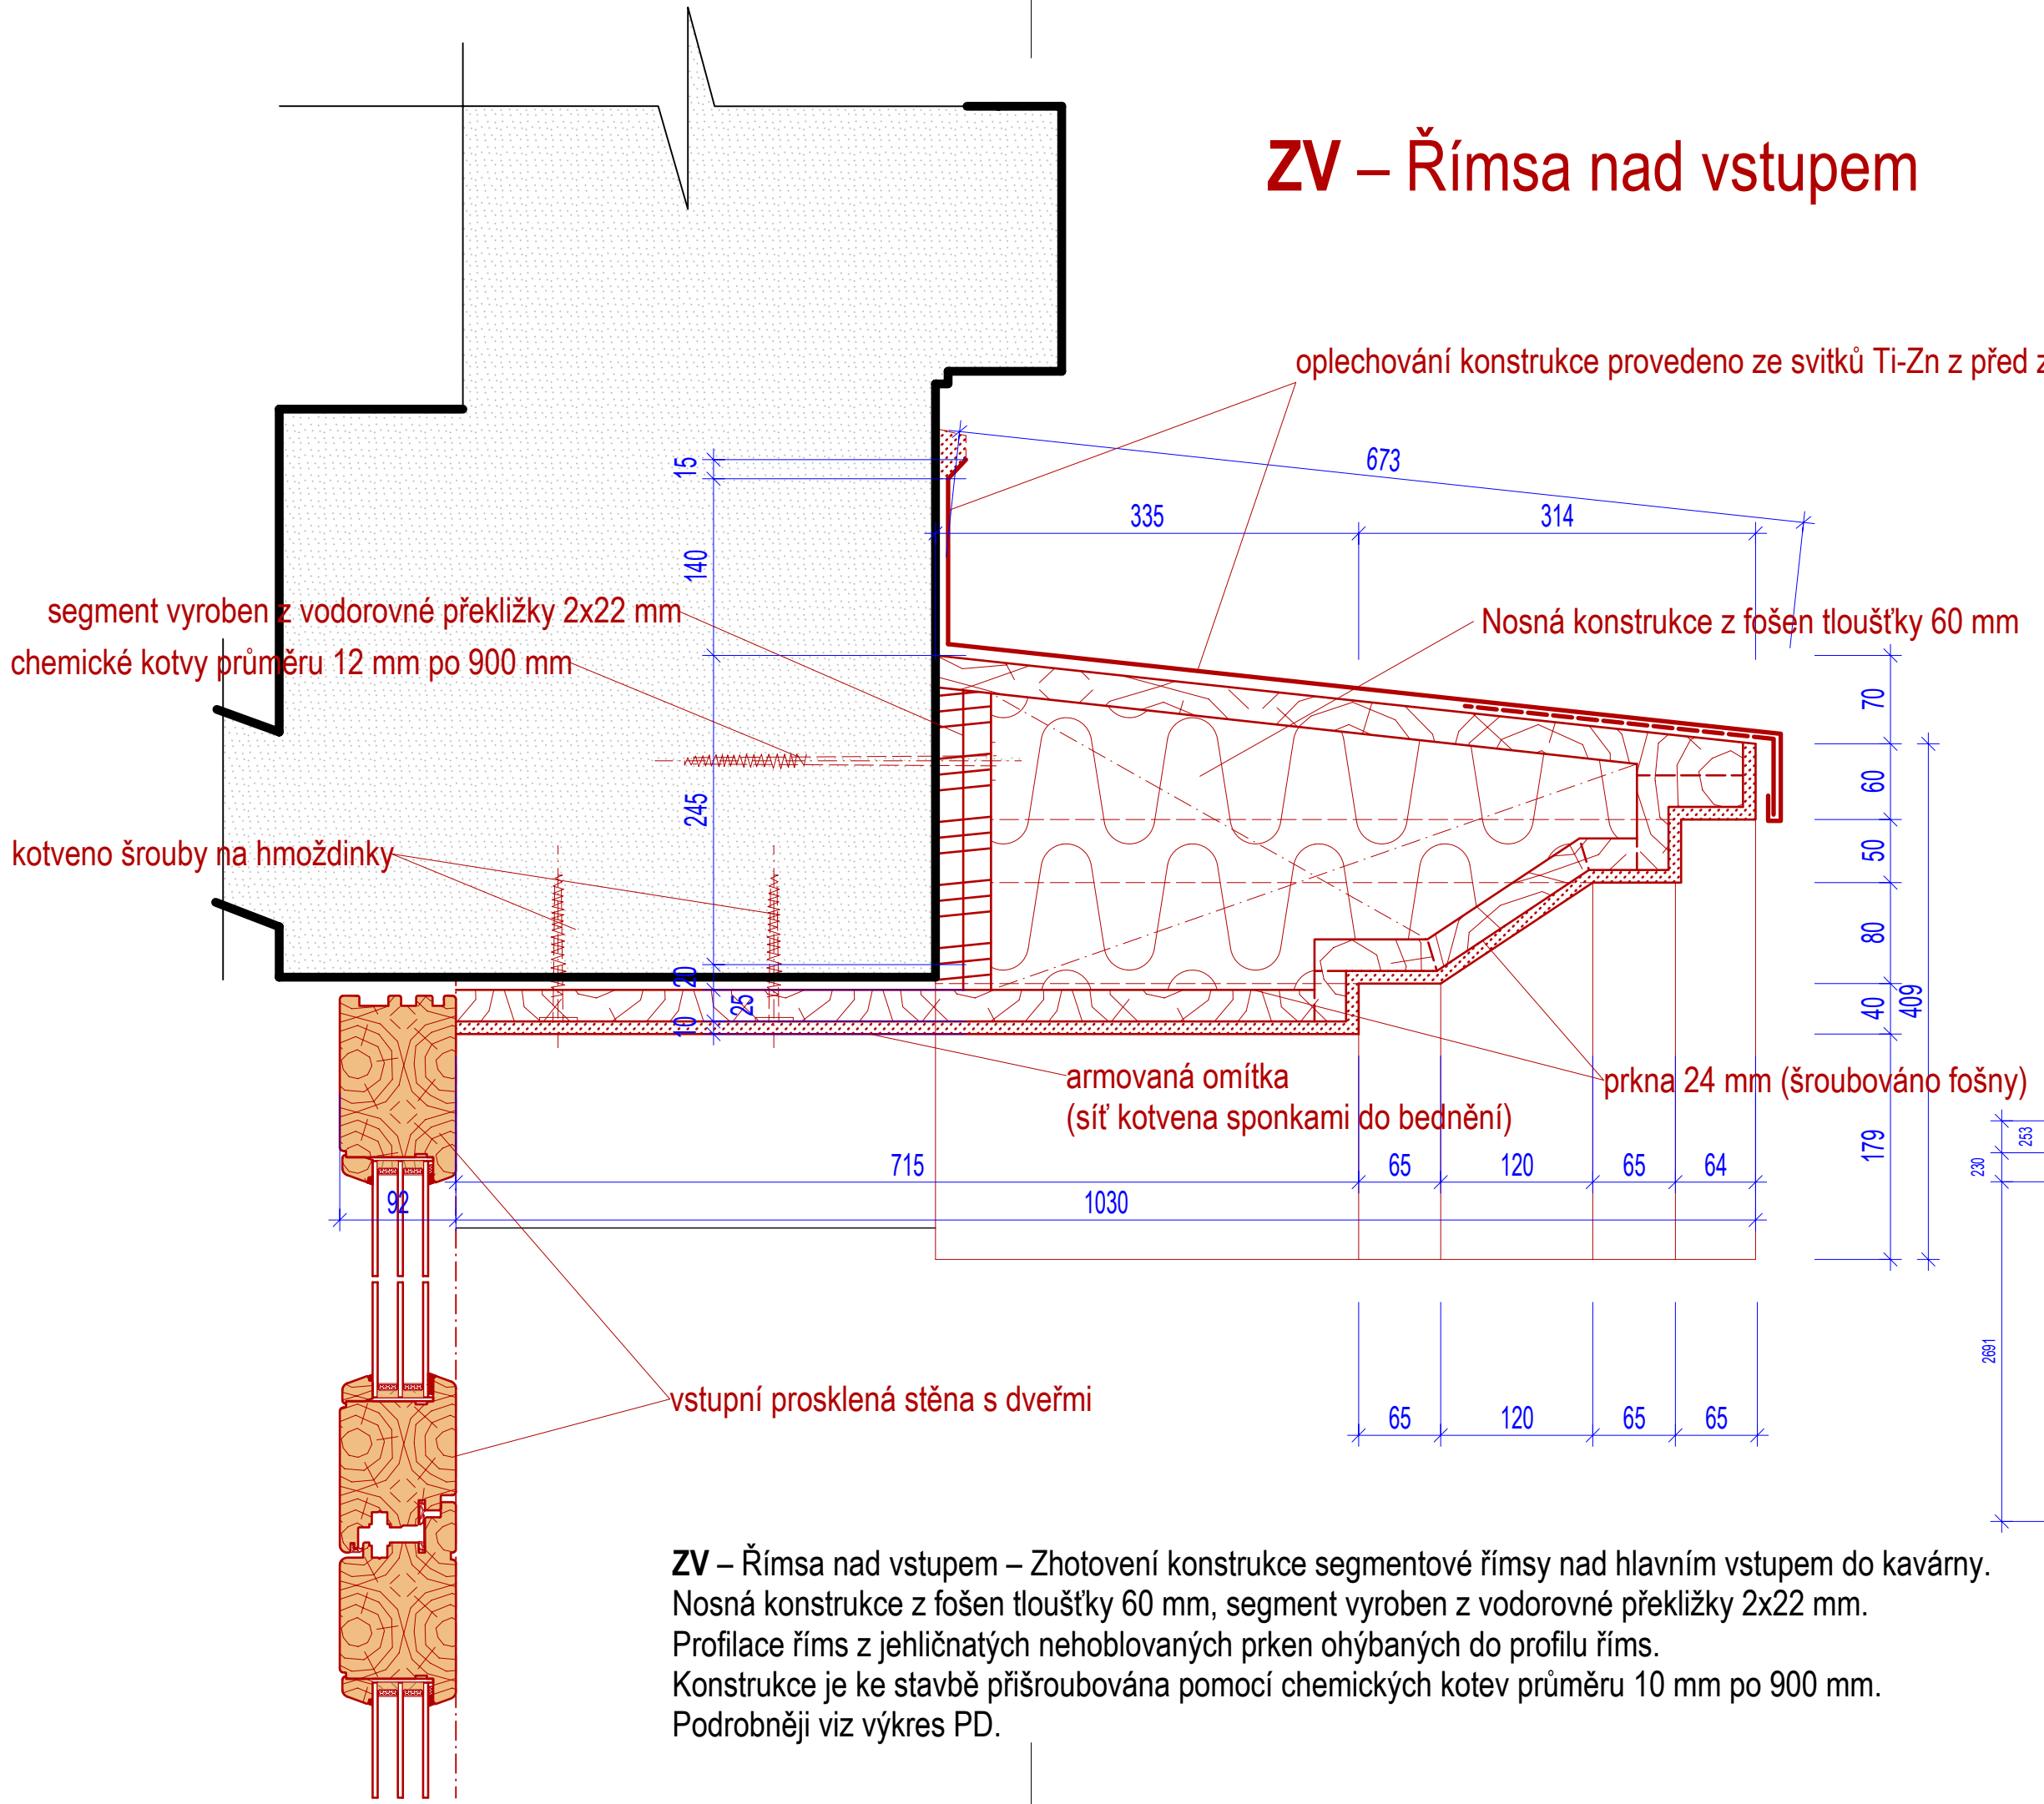 ZV – Římsa nad vstupem
oplechování konstrukce provedeno ze svitků Ti-Zn z před
673
335
314
15
140
245
20
25
10
segment vyroben z vodorovné překližky 2x22 mm
chemické kotvy průměru 12 mm po 900 mm
Nosná konstrukce z fošen tloušťky 60 mm
kotveno šrouby na hmoždinky
70
60
50
80
40
409
179
armovaná omítka
(síť kotvena sponkami do bednění)
prkna 24 mm (šroubováno fošny)
253
230
2691
715
65
120
65
64
92
1030
vstupní prosklená stěna s dveřmi
65
120
65
65
ZV – Římsa nad vstupem – Zhotovení konstrukce segmentové římsy nad hlavním vstupem do kavárny.
Nosná konstrukce z fošen tloušťky 60 mm, segment vyroben z vodorovné překližky 2x22 mm.
Profilace říms z jehličnatých nehoblovaných prken ohýbaných do profilu říms.
Konstrukce je ke stavbě přišroubována pomocí chemických kotev průměru 10 mm po 900 mm.
Podrobněji viz výkres PD.